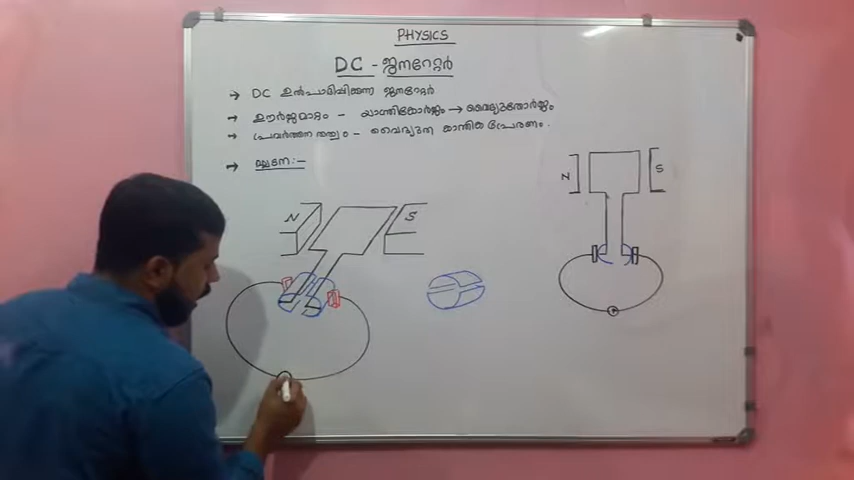 PHYSICS
DC - ജനറേറ്റർ
→ DC ഉൽപാദിപ്പിക്കുന്ന ജനറേറ്റർ
→ ഊർജ്ജമാറ്റം - യാന്ത്രികോർജ്ജം → വൈദ്യുതോർജ്ജം
→ പ്രവർത്തന തത്വം - വൈദ്യുത കാന്തിക പ്രേരണം.
→ ഘടന:-
N S
N S